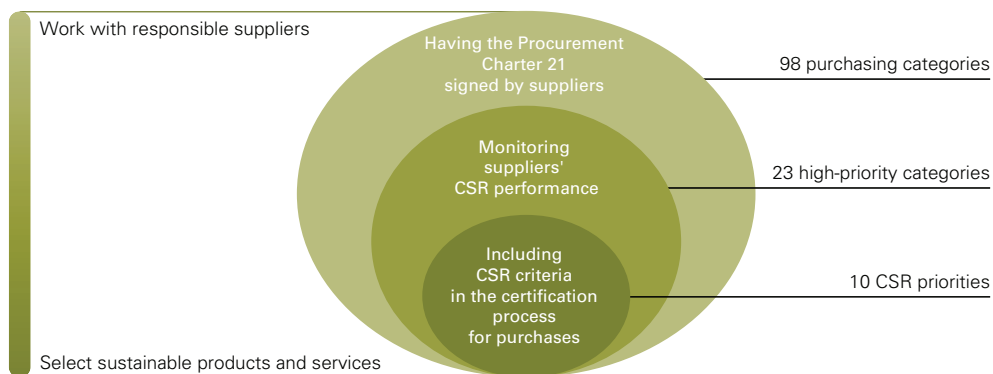 Work with responsible suppliers
Having the Procurement
Charter 21
signed by suppliers
98 purchasing categories
Monitoring
suppliers'
CSR performance
23 high-priority categories
Including
CSR criteria
in the certification
process
for purchases
10 CSR priorities
Select sustainable products and services